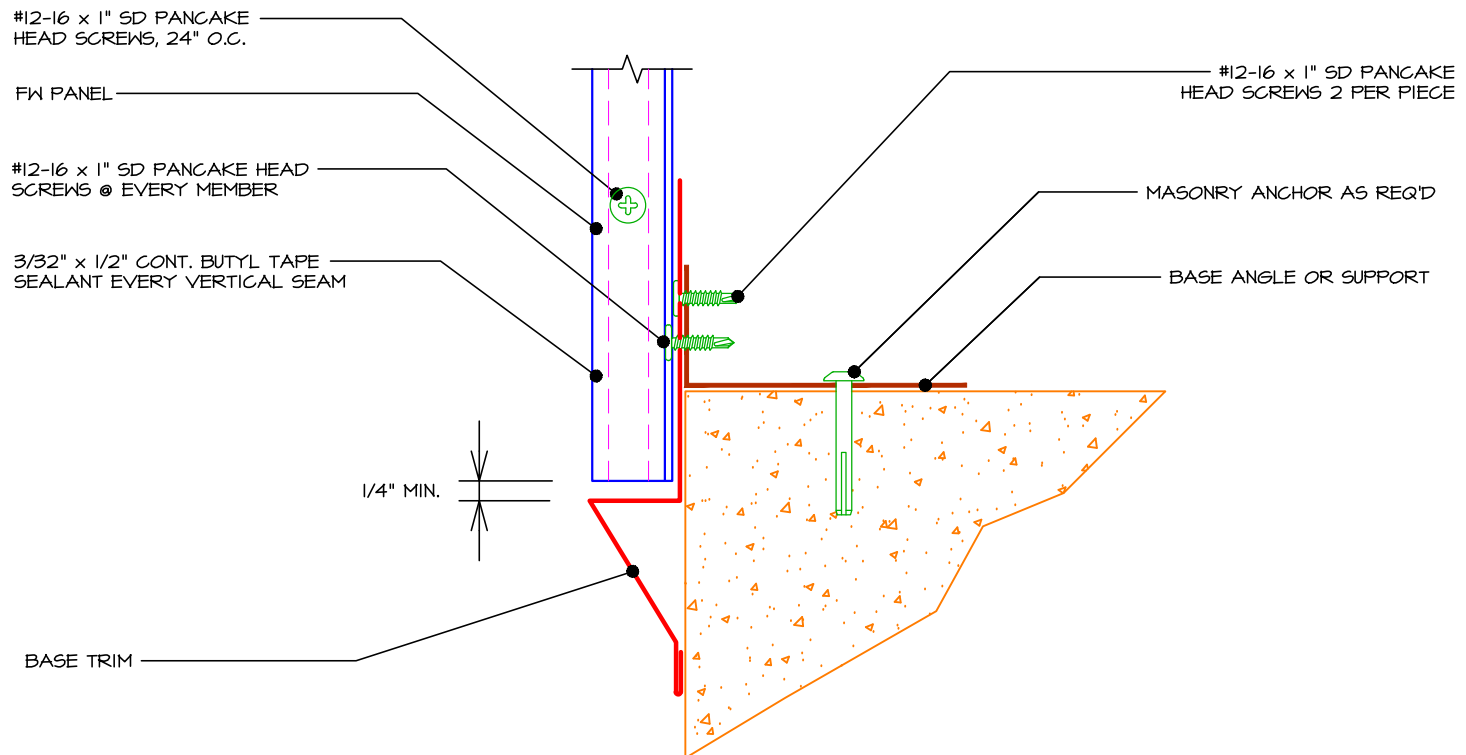 #12-16 x 1" SD PANCAKE
HEAD SCREWS, 24" O.C.
FW PANEL
#12-16 x 1" SD PANCAKE HEAD
SCREWS @ EVERY MEMBER
3/32" x 1/2" CONT. BUTYL TAPE
SEALANT EVERY VERTICAL SEAM
1/4" MIN.
BASE TRIM
#12-16 x 1" SD PANCAKE
HEAD SCREWS 2 PER PIECE
MASONRY ANCHOR AS REQ'D
BASE ANGLE OR SUPPORT